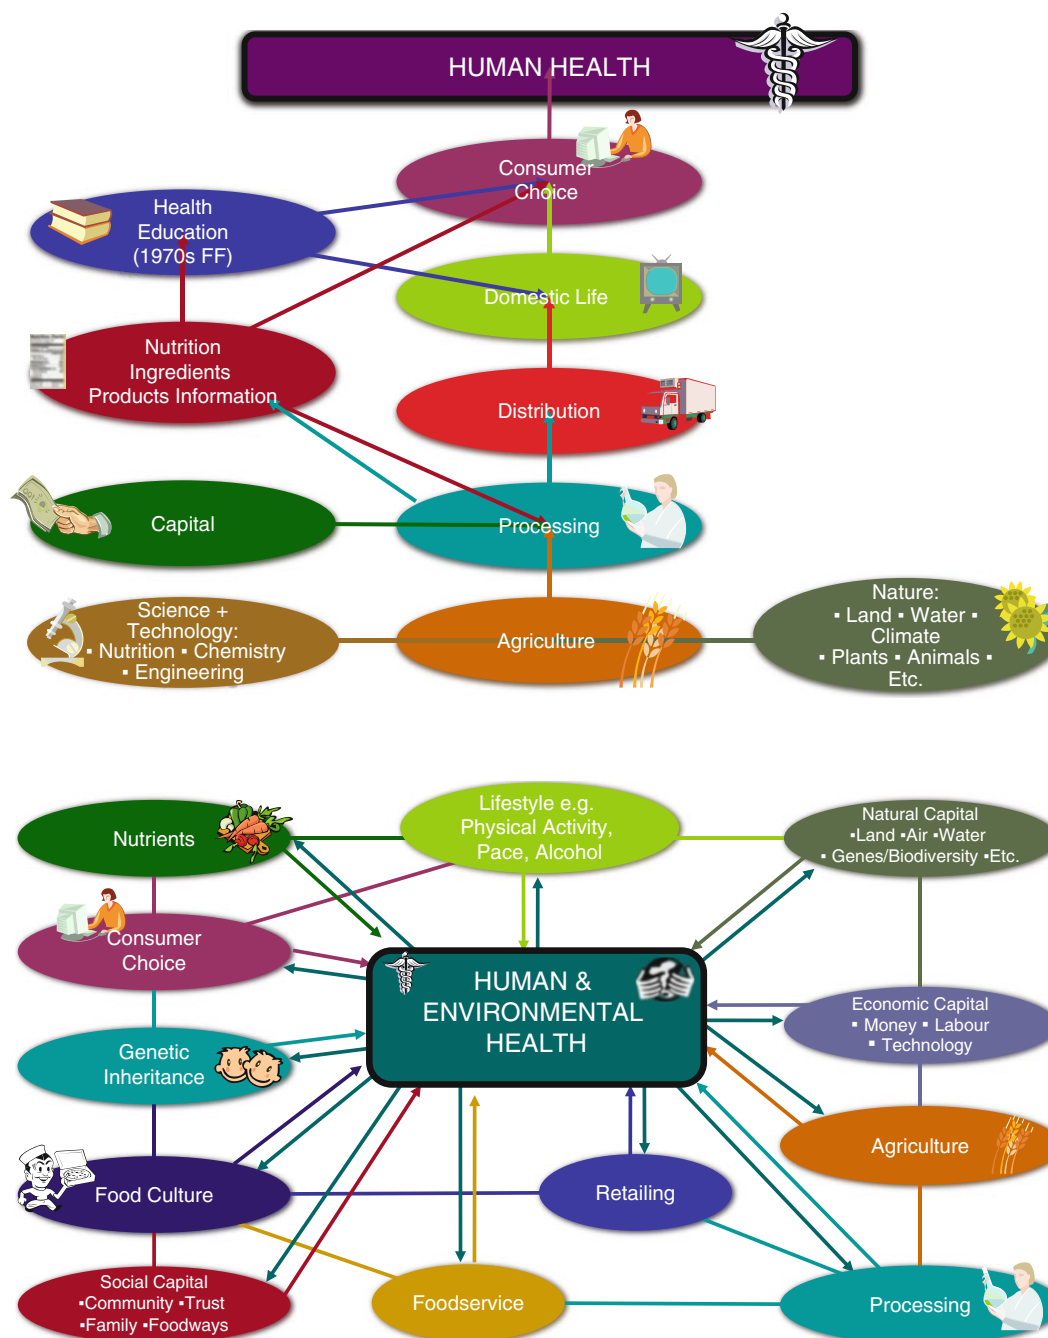 HUMAN HEALTH
Consumer
Choice
Health
Education
(1970s FF)
Domestic Life
Nutrition
Ingredients
Products Information
Distribution
Capital
Processing
Science +
Technology:
▪ Nutrition ▪ Chemistry
▪ Engineering
Agriculture
Nature:
▪ Land ▪ Water ▪
Climate
▪ Plants ▪ Animals ▪
Etc.
Nutrients
Lifestyle e.g.
Physical Activity,
Pace, Alcohol
Natural Capital
▪Land ▪Air ▪Water
▪ Genes/Biodiversity ▪Etc.
Consumer
Choice
HUMAN &
ENVIRONMENTAL
HEALTH
Economic Capital
▪ Money ▪ Labour
▪ Technology
Genetic
Inheritance
Agriculture
Food Culture
Retailing
Social Capital
▪Community ▪Trust
▪Family ▪Foodways
Foodservice
Processing